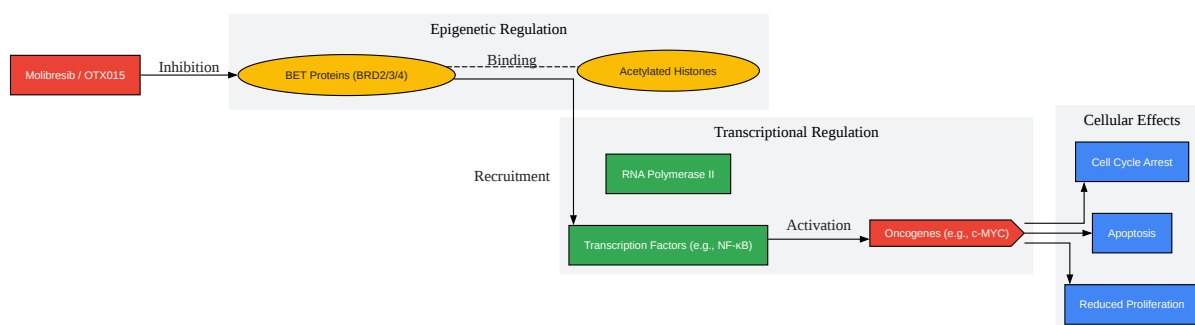 Epigenetic Regulation
Molibresib / OTX015
Inhibition
BET Proteins (BRD2/3/4)
Binding
Acetylated Histones
Transcriptional Regulation
Cellular Effects
Recruitment
RNA Polymerase II
Cell Cycle Arrest
Transcription Factors (e.g., NF-κB)
Activation
Oncogenes (e.g., c-MYC)
Apoptosis
Reduced Proliferation